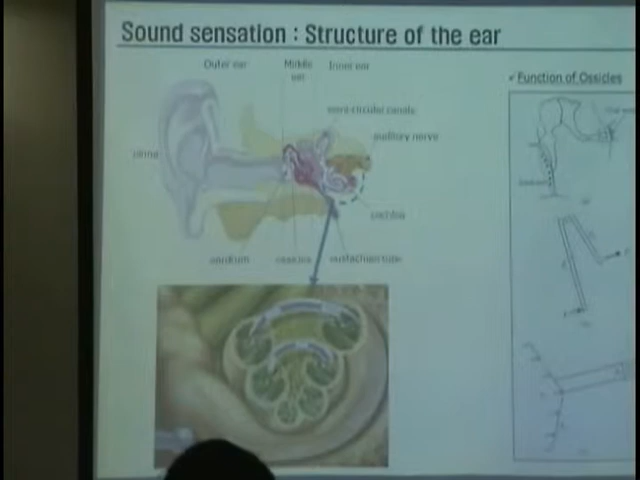 Sound sensation : Structure of the ear
Outer ear
Middle
ear
Inner ear
✓Function of Ossicles
semi-circular canals
auditory nerve
pinna
cochlea
eardrum
ossicles
eustachian tube